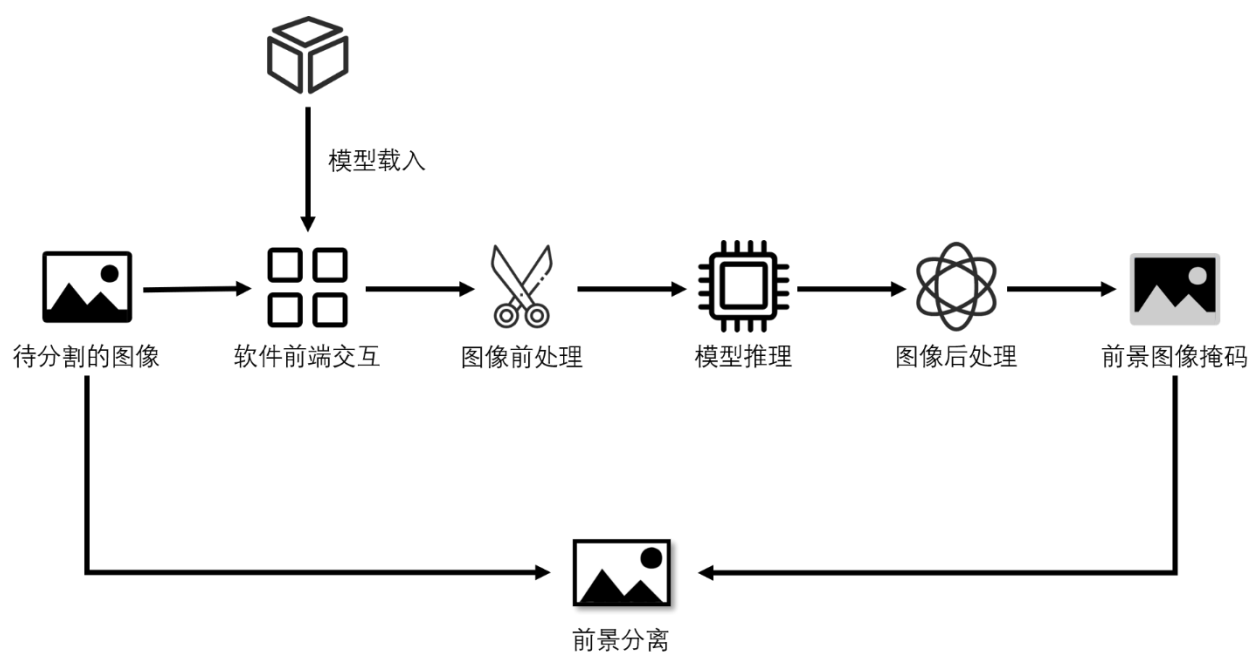 模型载入
待分割的图像
软件前端交互
图像前处理
模型推理
图像后处理
前景图像掩码
前景分离